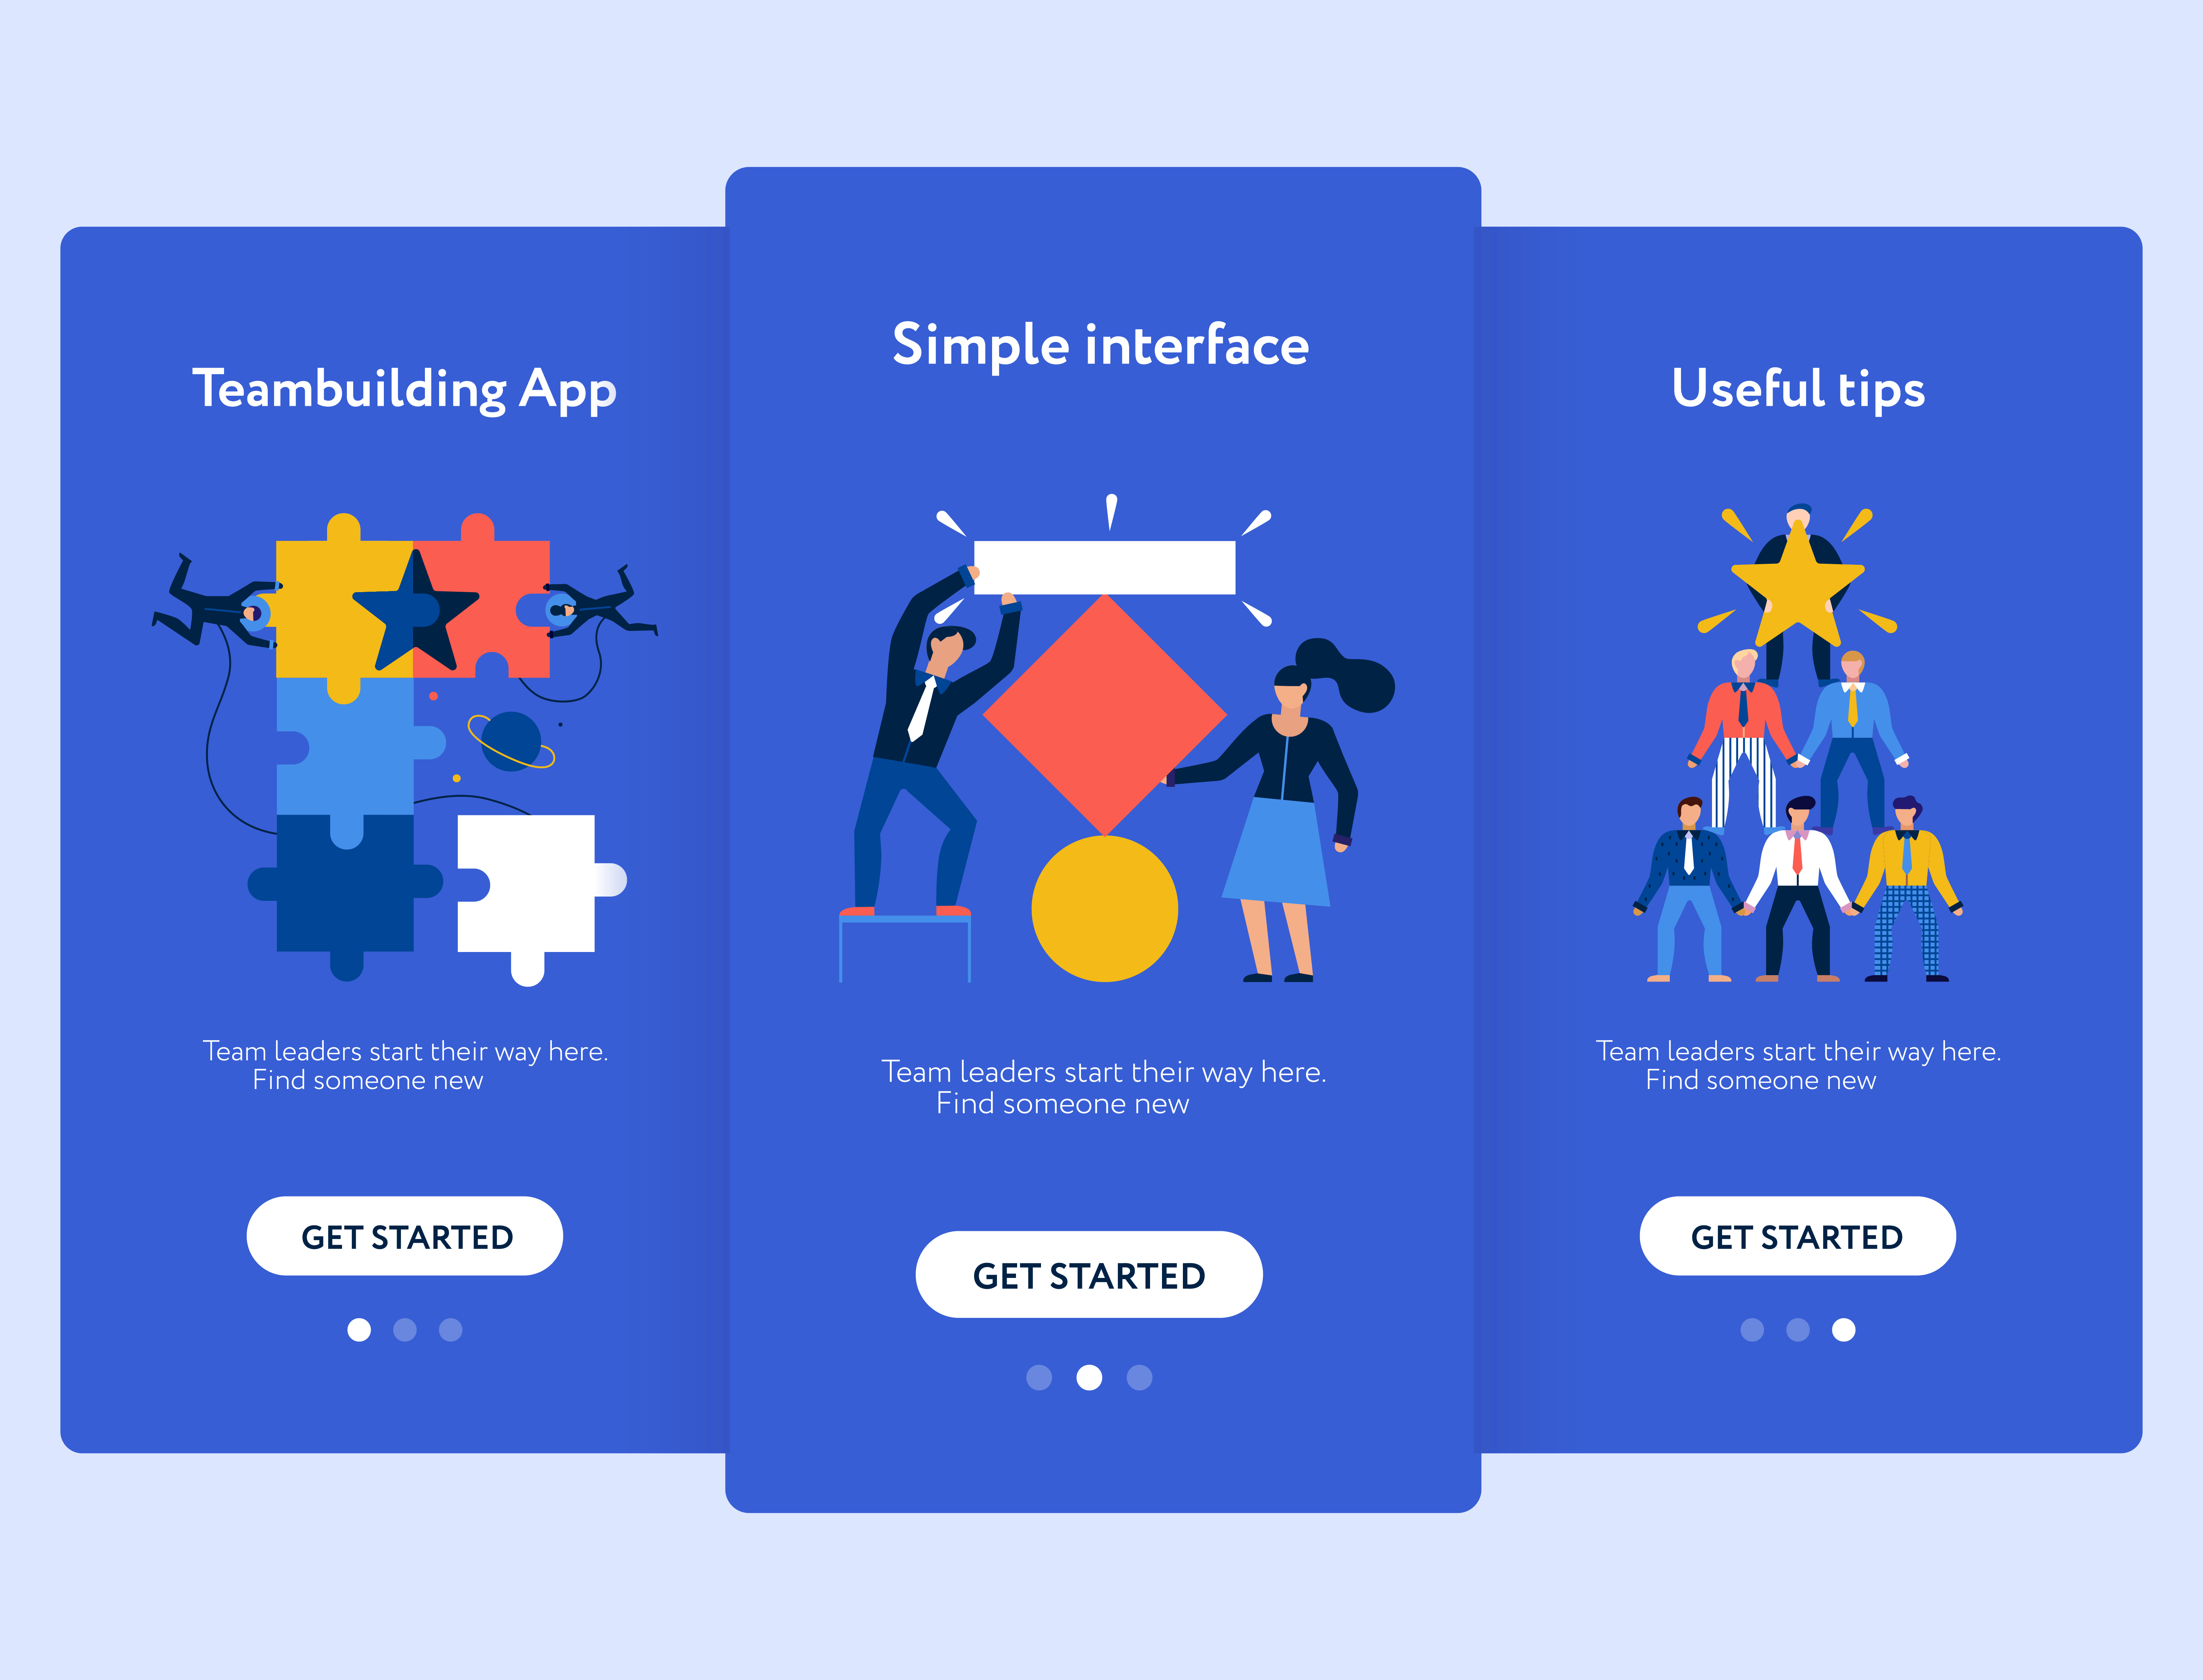 Teambuilding App
Team leaders start their way here.
Find someone new
GET STARTED
Simple interface
Team leaders start their way here.
Find someone new
GET STARTED
Useful tips
Team leaders start their way here.
Find someone new
GET STARTED